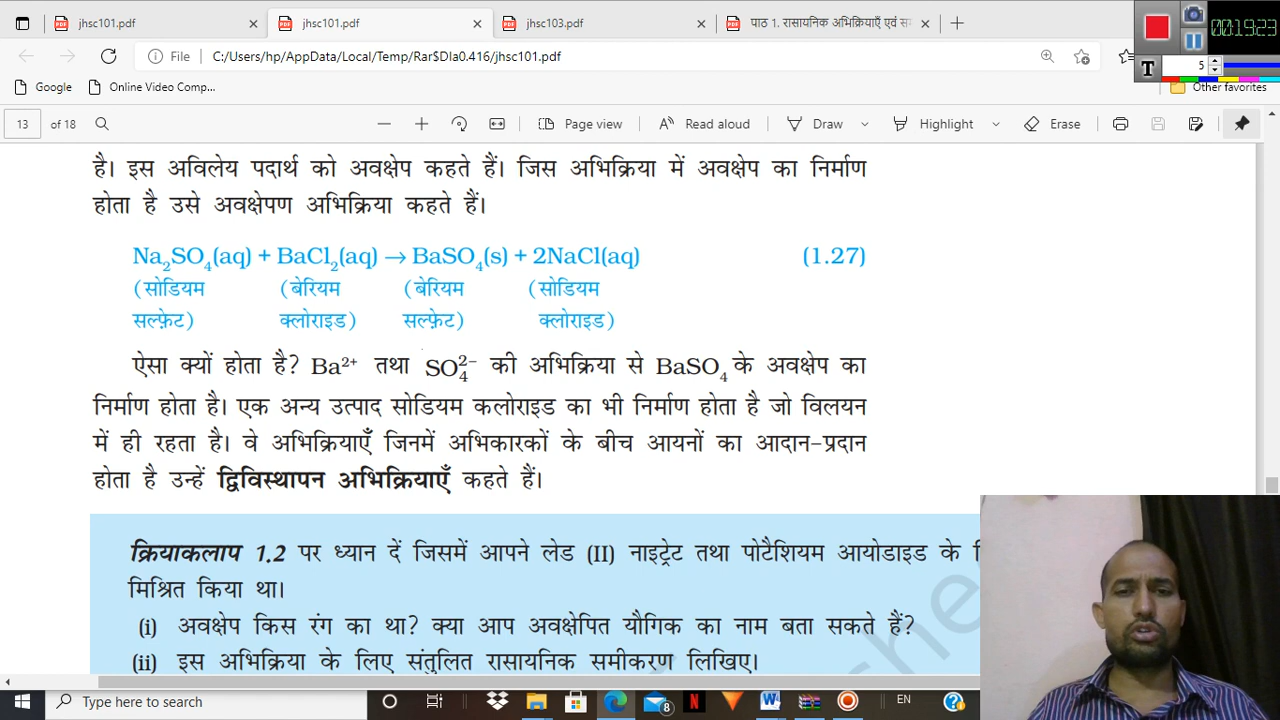 jhsc101.pdf
jhsc101.pdf
jhsc103.pdf
पाठ 1. रासायनिक अभिक्रियाएँ एवं स
00:19:23
File C:/Users/hp/AppData/Local/Temp/Rar$DIa0.416/jhsc101.pdf
T 5
Google Online Video Comp... Other favorites
13 of 18 Page view Read aloud Draw Highlight Erase
है। इस अविलेय पदार्थ को अवक्षेप कहते हैं। जिस अभिक्रिया में अवक्षेप का निर्माण
होता है उसे अवक्षेपण अभिक्रिया कहते हैं।
Na₂SO₄(aq) + BaCl₂(aq) → BaSO₄(s) + 2NaCl(aq) (1.27)
(सोडियम (बेरियम (बेरियम (सोडियम
सल्फ़ेट) क्लोराइड) सल्फ़ेट) क्लोराइड)
ऐसा क्यों होता है? Ba²⁺ तथा SO₄²⁻ की अभिक्रिया से BaSO₄ के अवक्षेप का
निर्माण होता है। एक अन्य उत्पाद सोडियम कलोराइड का भी निर्माण होता है जो विलयन
में ही रहता है। वे अभिक्रियाएँ जिनमें अभिकारकों के बीच आयनों का आदान-प्रदान
होता है उन्हें द्विविस्थापन अभिक्रियाएँ कहते हैं।
क्रियाकलाप 1.2 पर ध्यान दें जिसमें आपने लेड (II) नाइट्रेट तथा पोटैशियम आयोडाइड के
मिश्रित किया था।
(i) अवक्षेप किस रंग का था? क्या आप अवक्षेपित यौगिक का नाम बता सकते हैं?
(ii) इस अभिक्रिया के लिए संतुलित रासायनिक समीकरण लिखिए।
Type here to search 8 EN